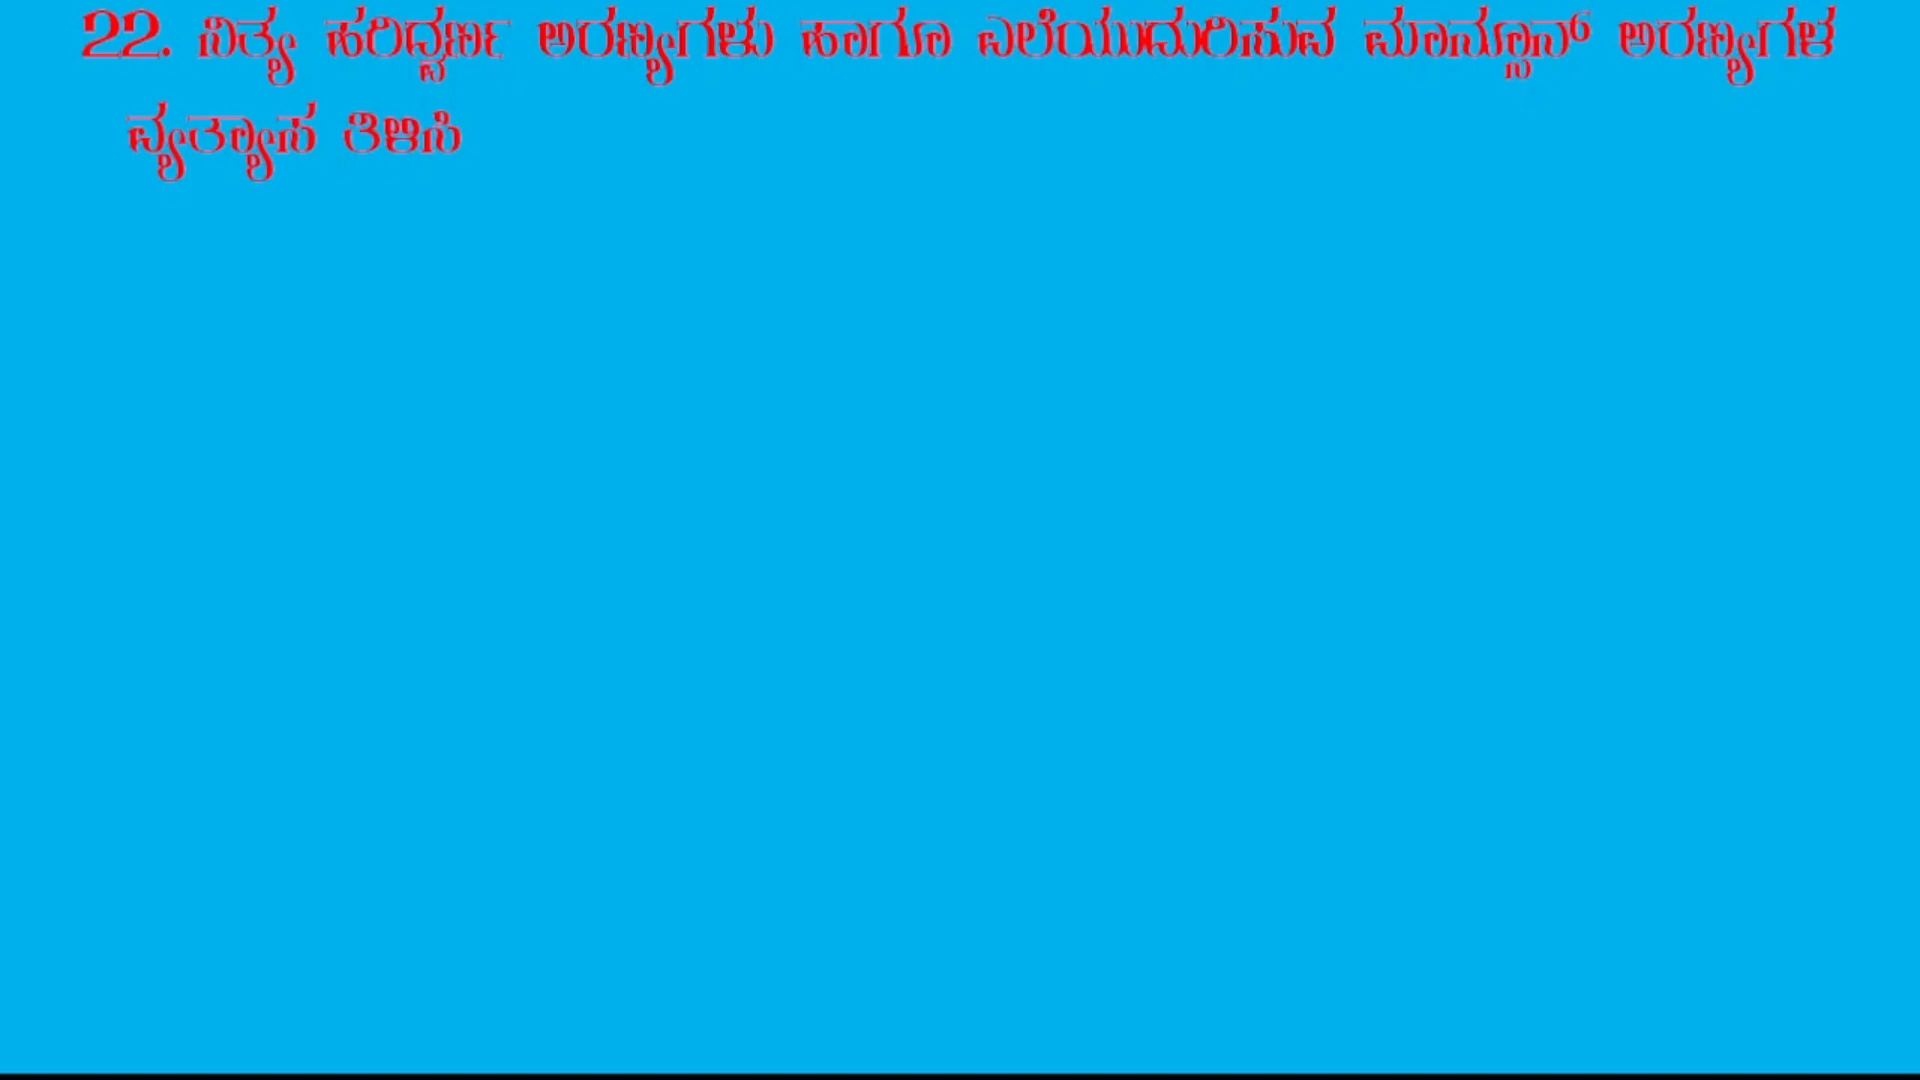 22. ನಿತ್ಯ ಹರಿದ್ವರ್ಣ ಅರಣ್ಯಗಳು ಹಾಗೂ ಎಲೆಯುದುರಿಸುವ ಮಾನ್ಸೂನ್ ಅರಣ್ಯಗಳ
ವ್ಯತ್ಯಾಸ ತಿಳಿಸಿ